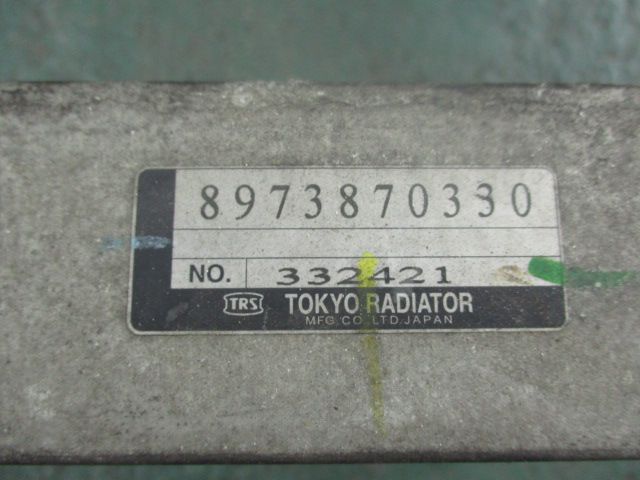 8973870330
NO. 332421
TRS TOKYO RADIATOR
MFG.CO.LTD.JAPAN